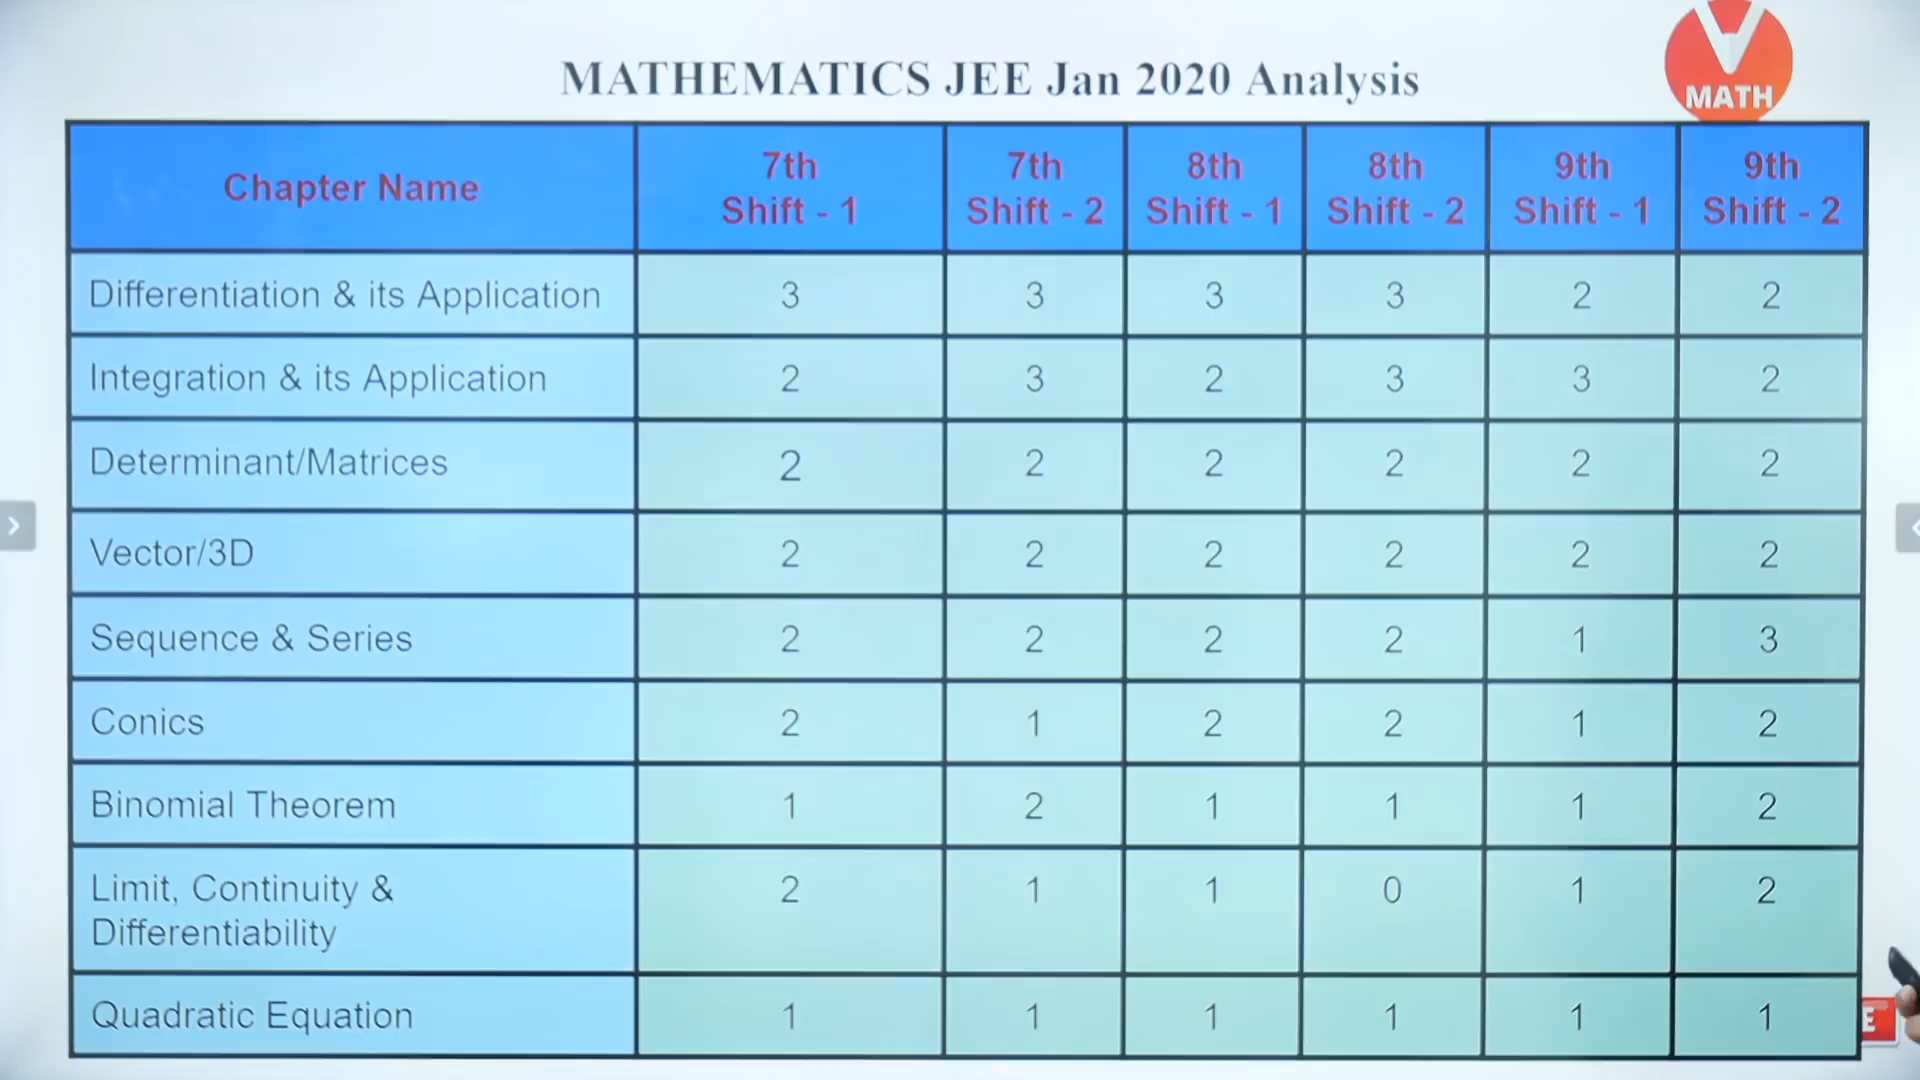 MATHEMATICS JEE Jan 2020 Analysis
MATH
Chapter Name
7th
Shift - 1
7th
Shift - 2
8th
Shift - 1
8th
Shift - 2
9th
Shift - 1
9th
Shift - 2
Differentiation & its Application 3 3 3 3 2 2
Integration & its Application 2 3 2 3 3 2
Determinant/Matrices 2 2 2 2 2 2
Vector/3D 2 2 2 2 2 2
Sequence & Series 2 2 2 2 1 3
Conics 2 1 2 2 1 2
Binomial Theorem 1 2 1 1 1 2
Limit, Continuity & 2 1 1 0 1 2
Differentiability
Quadratic Equation 1 1 1 1 1 1
E